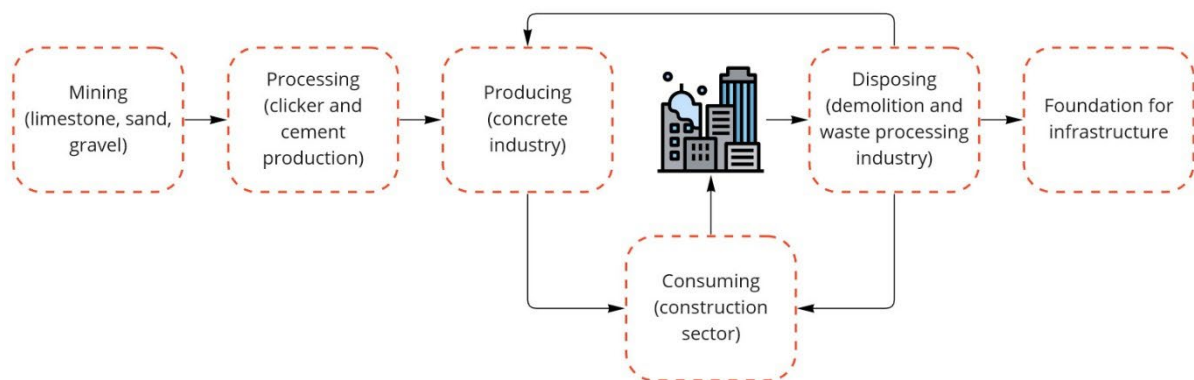 Mining
(limestone, sand,
gravel)
Processing
(clicker and
cement
production)
Producing
(concrete
industry)
Disposing
(demolition and
waste processing
industry)
Foundation for
infrastructure
Consuming
(construction
sector)